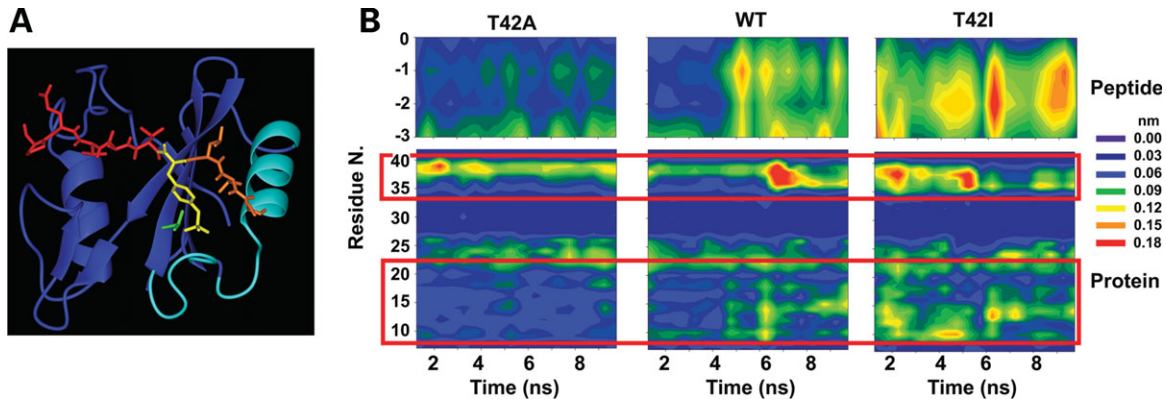 A
B
T42A
WT
T42I
0
-1
-2
-3
Peptide
nm
0.00
0.03
0.06
0.09
0.12
0.15
0.18
Residue N.
40
35
30
25
20
15
10
Protein
2 4 6 8
2 4 6 8
2 4 6 8
Time (ns)
Time (ns)
Time (ns)